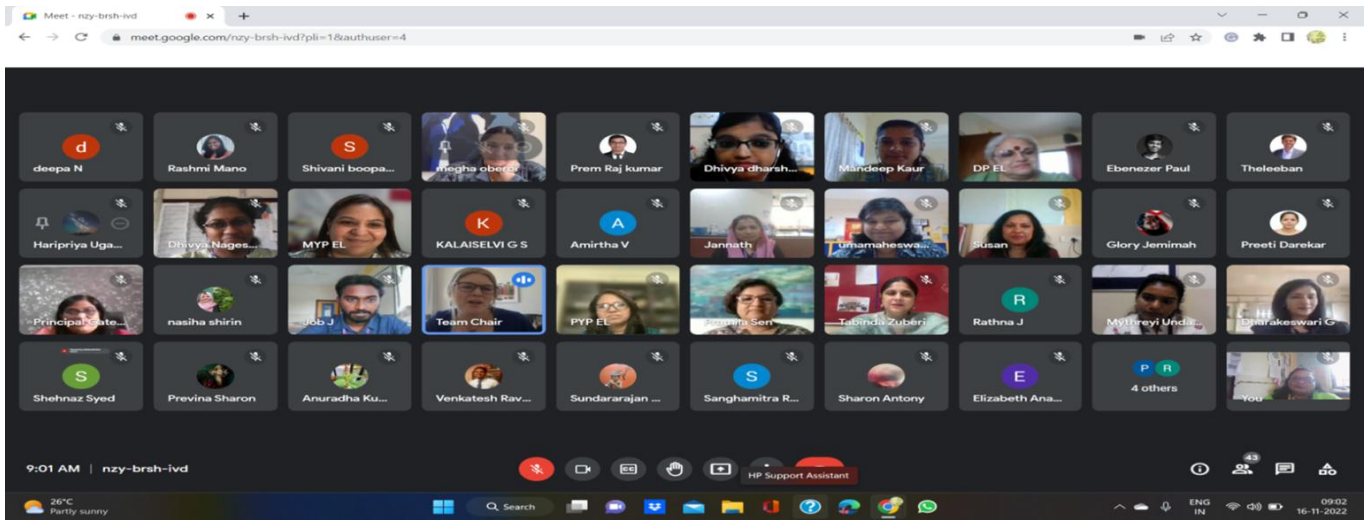 Meet - nzy-brsh-ivd
meet.google.com/nzy-brsh-ivd?pli=1&authuser=4
d S
deepa N Rashmi Mano Shivani boopa... megha oberoi Prem Raj kumar Dhivya dharsh... Mandeep Kaur DP EL Ebenezer Paul Theleeban
K A
Haripriya Uga... Dhivya Nages... MYP EL KALAISELVI G S Amirtha V Jannath umamaheswa... Susan Glory Jemimah Preeti Darekar
R
Principal Gate... nasiha shirin Job J Team Chair PYP EL Tabinda Zuberi Rathna J Mythreyi Unda... Dharakeswari G
S S E P R
4 others
Shehnaz Syed Previna Sharon Anuradha Ku... Venkatesh Rav... Sundararajan ... Sanghamitra R... Sharon Antony Elizabeth Ana... You
43
9:01 AM | nzy-brsh-ivd
HP Support Assistant
26°C
Partly sunny
Search
ENG
IN
09:02
16-11-2022